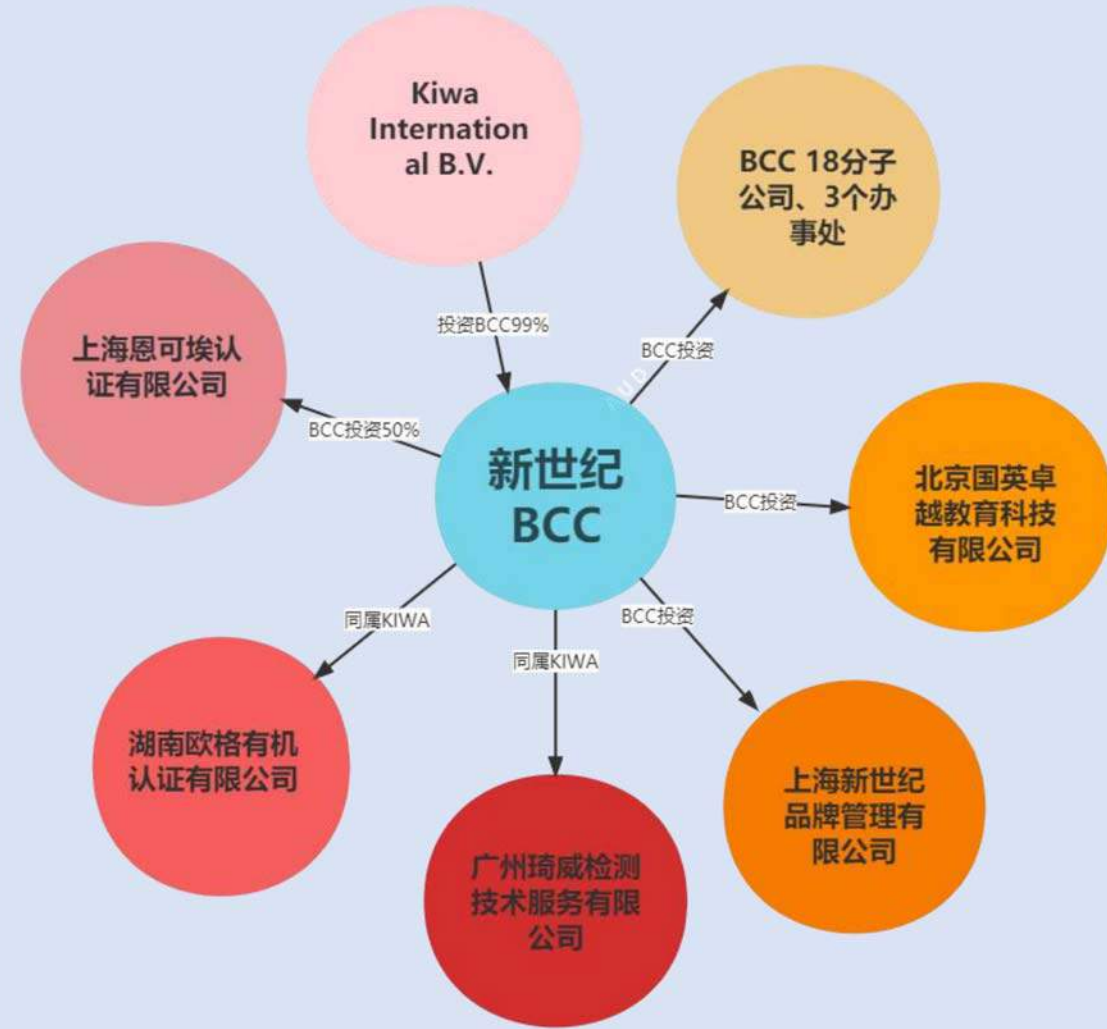 Kiwa
Internation
al B.V.
BCC 18分子
公司、3个办
事处
投资BCC99%
BCC投资
上海恩可埃认
证有限公司
BCC投资50%
新世纪
BCC
BCC投资
北京国英卓
越教育科技
有限公司
同属KIWA
同属KIWA
BCC投资
湖南欧格有机
认证有限公司
广州琦威检测
技术服务有限
公司
上海新世纪
品牌管理有
限公司